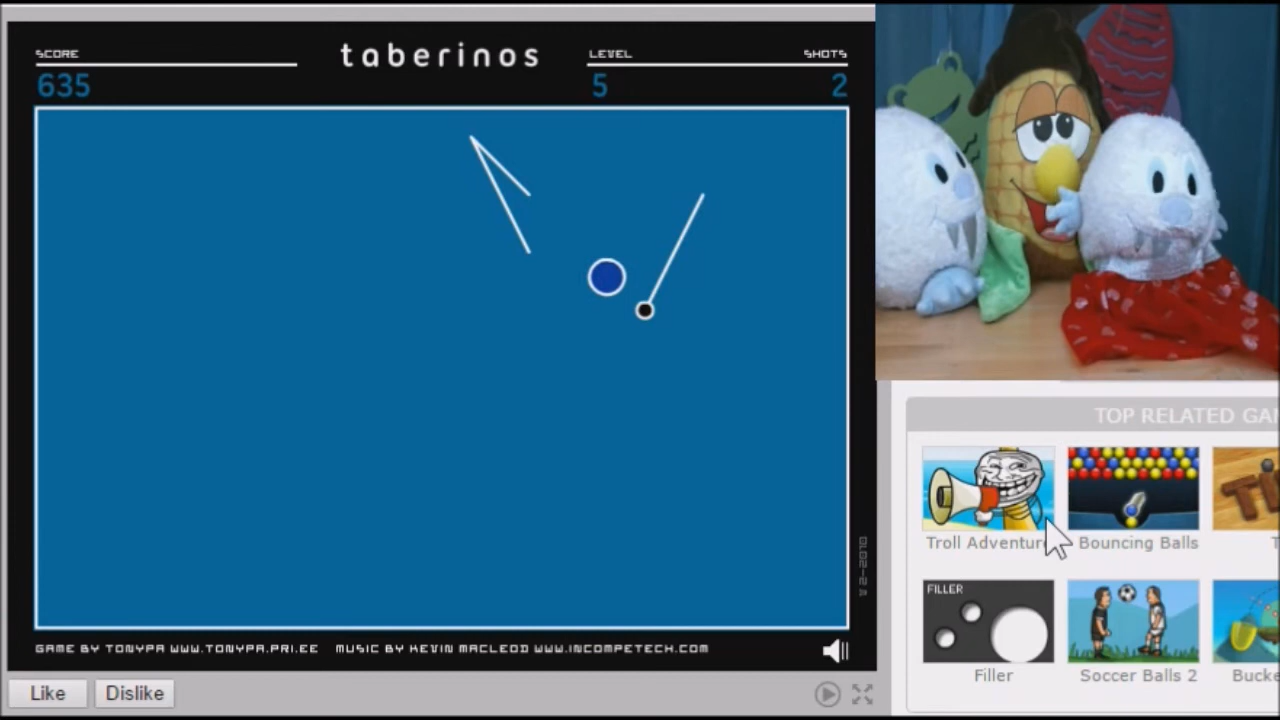 SCORE
taberinos
LEVEL
SHOTS
635
5
2
TOP RELATED GA
Troll Adventur
Bouncing Balls
T
FILLER
Filler
Soccer Balls 2
Bucke
GAME BY TONYPA WWW.TONYPA.PRI.EE MUSIC BY KEVIN MACLEOD WWW.INCOMPETECH.COM
Like
Dislike